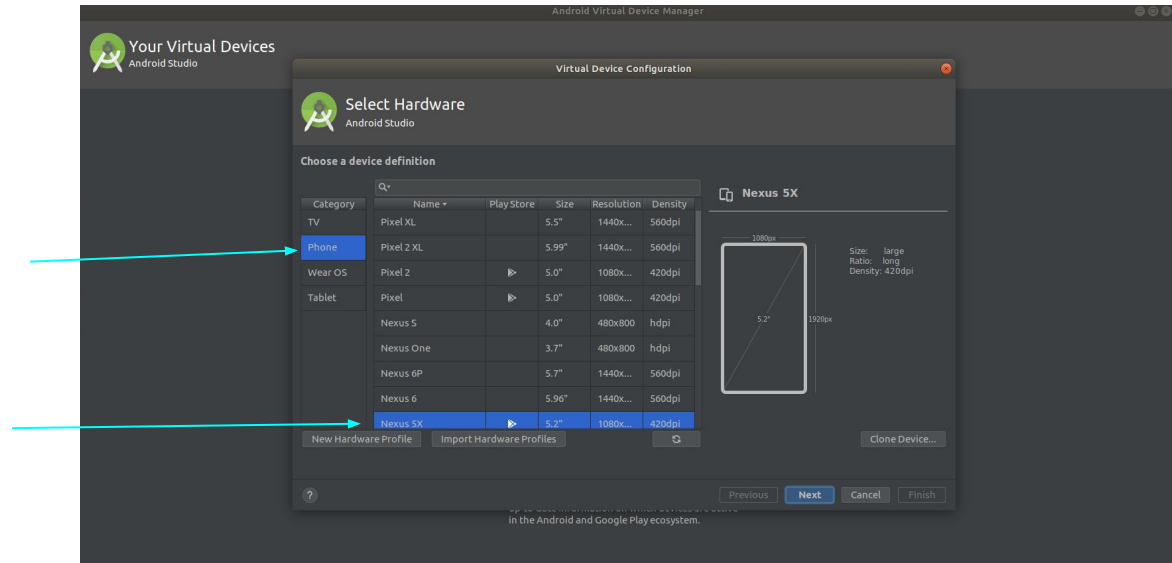 Android Virtual Device Manager
Your Virtual Devices
Android Studio
Virtual Device Configuration
Select Hardware
Android Studio
Choose a device definition
Category Name Play Store Size Resolution Density
TV
Phone
Wear OS
Tablet
Pixel XL 5.5" 1440x... 560dpi
Pixel 2 XL 5.99" 1440x... 560dpi
Pixel 2 5.0" 1080x... 420dpi
Pixel 5.0" 1080x... 420dpi
Nexus S 4.0" 480x800 hdpi
Nexus One 3.7" 480x800 hdpi
Nexus 6P 5.7" 1440x... 560dpi
Nexus 6 5.96" 1440x... 560dpi
Nexus 5X 5.2" 1080x... 420dpi
New Hardware Profile Import Hardware Profiles
Nexus 5X
1080px
5.2" 1920px
Size: large
Ratio: long
Density: 420dpi
Clone Device...
? Previous Next Cancel Finish
in the Android and Google Play ecosystem.